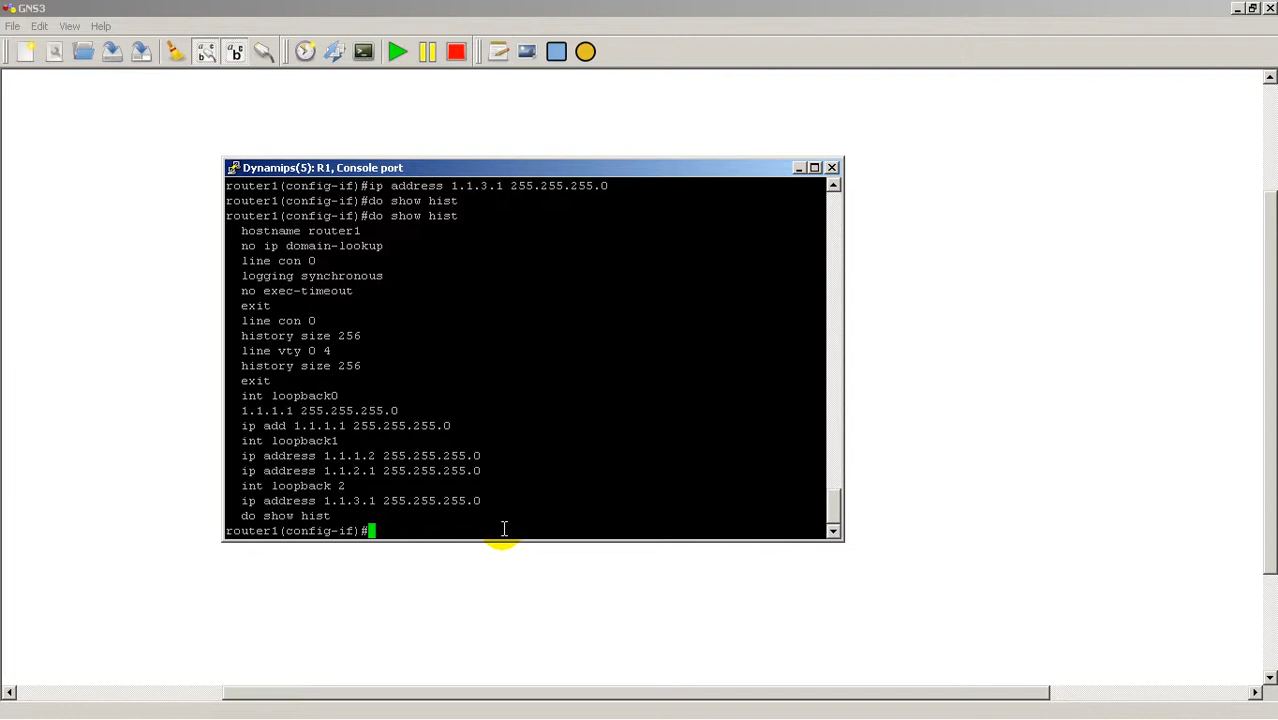 GNS3
File Edit View Help
Dynamips(5): R1, Console port
router1(config-if)#ip address 1.1.3.1 255.255.255.0
router1(config-if)#do show hist
router1(config-if)#do show hist
hostname router1
no ip domain-lookup
line con 0
logging synchronous
no exec-timeout
exit
line con 0
history size 256
line vty 0 4
history size 256
exit
int loopback0
1.1.1.1 255.255.255.0
ip add 1.1.1.1 255.255.255.0
int loopback1
ip address 1.1.1.2 255.255.255.0
ip address 1.1.2.1 255.255.255.0
int loopback 2
ip address 1.1.3.1 255.255.255.0
do show hist
router1(config-if)#